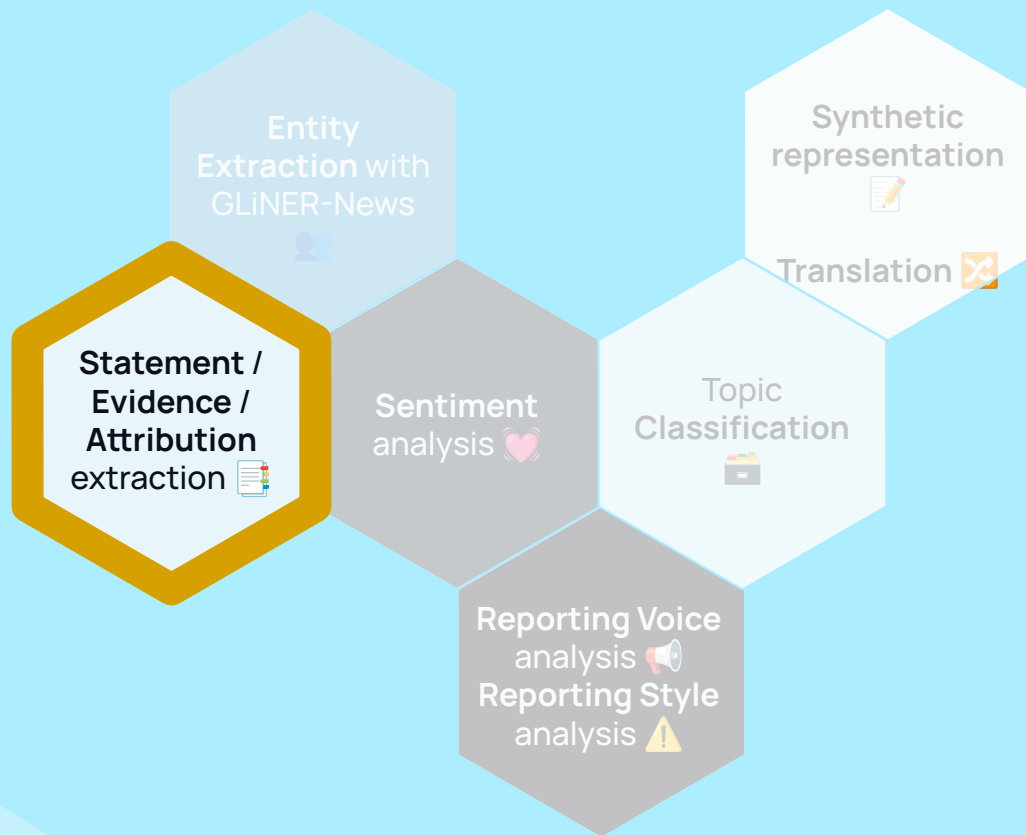 Entity
Extraction with
GLiNER-News
👥
Synthetic
representation
📝
Translation 🔀
Statement /
Evidence /
Attribution
extraction 📑
Sentiment
analysis 💓
Topic
Classification
🗃️
Reporting Voice
analysis 📢
Reporting Style
analysis ⚠️